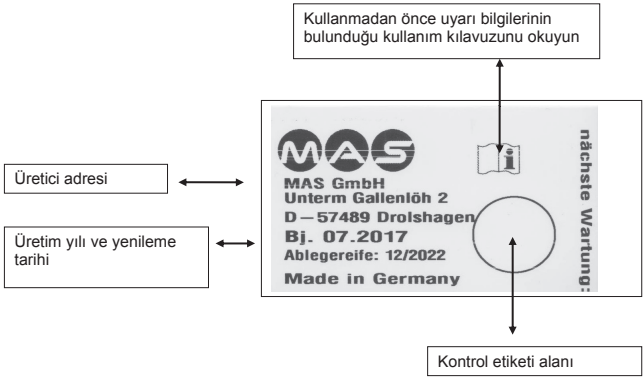 Kullanmadan önce uyarı bilgilerinin
bulunduğu kullanım kılavuzunu okuyun
MAS
MAS GmbH
Unterm Gallenlöh 2
D – 57489 Drolshagen
Bj. 07.2017
Ablegereife: 12/2022
Made in Germany
i
nächste Wartung:
Üretici adresi
Üretim yılı ve yenileme
tarihi
Kontrol etiketi alanı